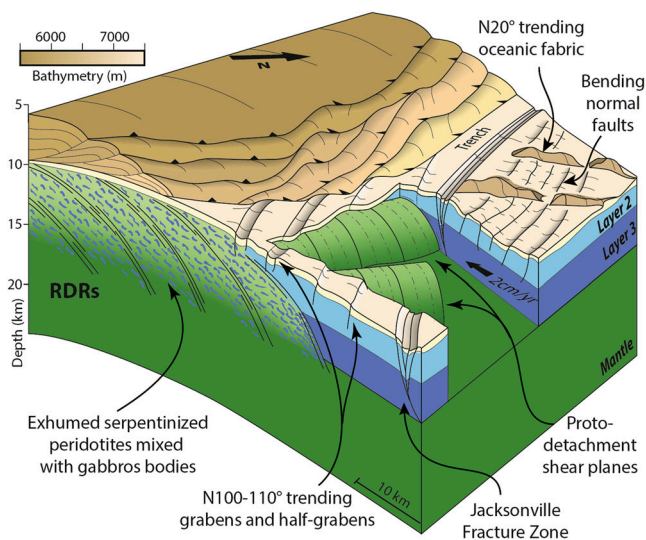 6000 7000
Bathymetry (m)
N
N20° trending
oceanic fabric
Bending
normal
faults
Trench
5
10
15
20
Depth (km)
Layer 2
Layer 3
2cm/yr
RDRs
Mantle
Exhumed serpentinized
peridotites mixed
with gabbros bodies
N100-110° trending
grabens and half-grabens
10 km
Jacksonville
Fracture Zone
Proto-
detachment
shear planes